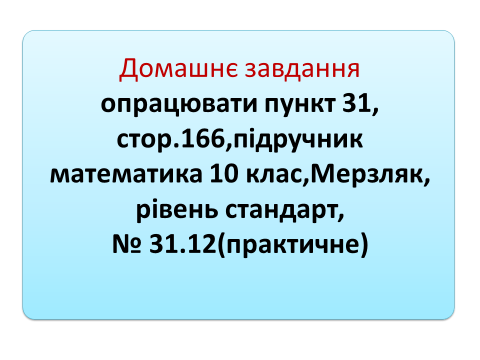 Домашнє завдання
опрацювати пункт 31,
стор.166,підручник
математика 10 клас,Мерзляк,
рівень стандарт,
№ 31.12(практичне)